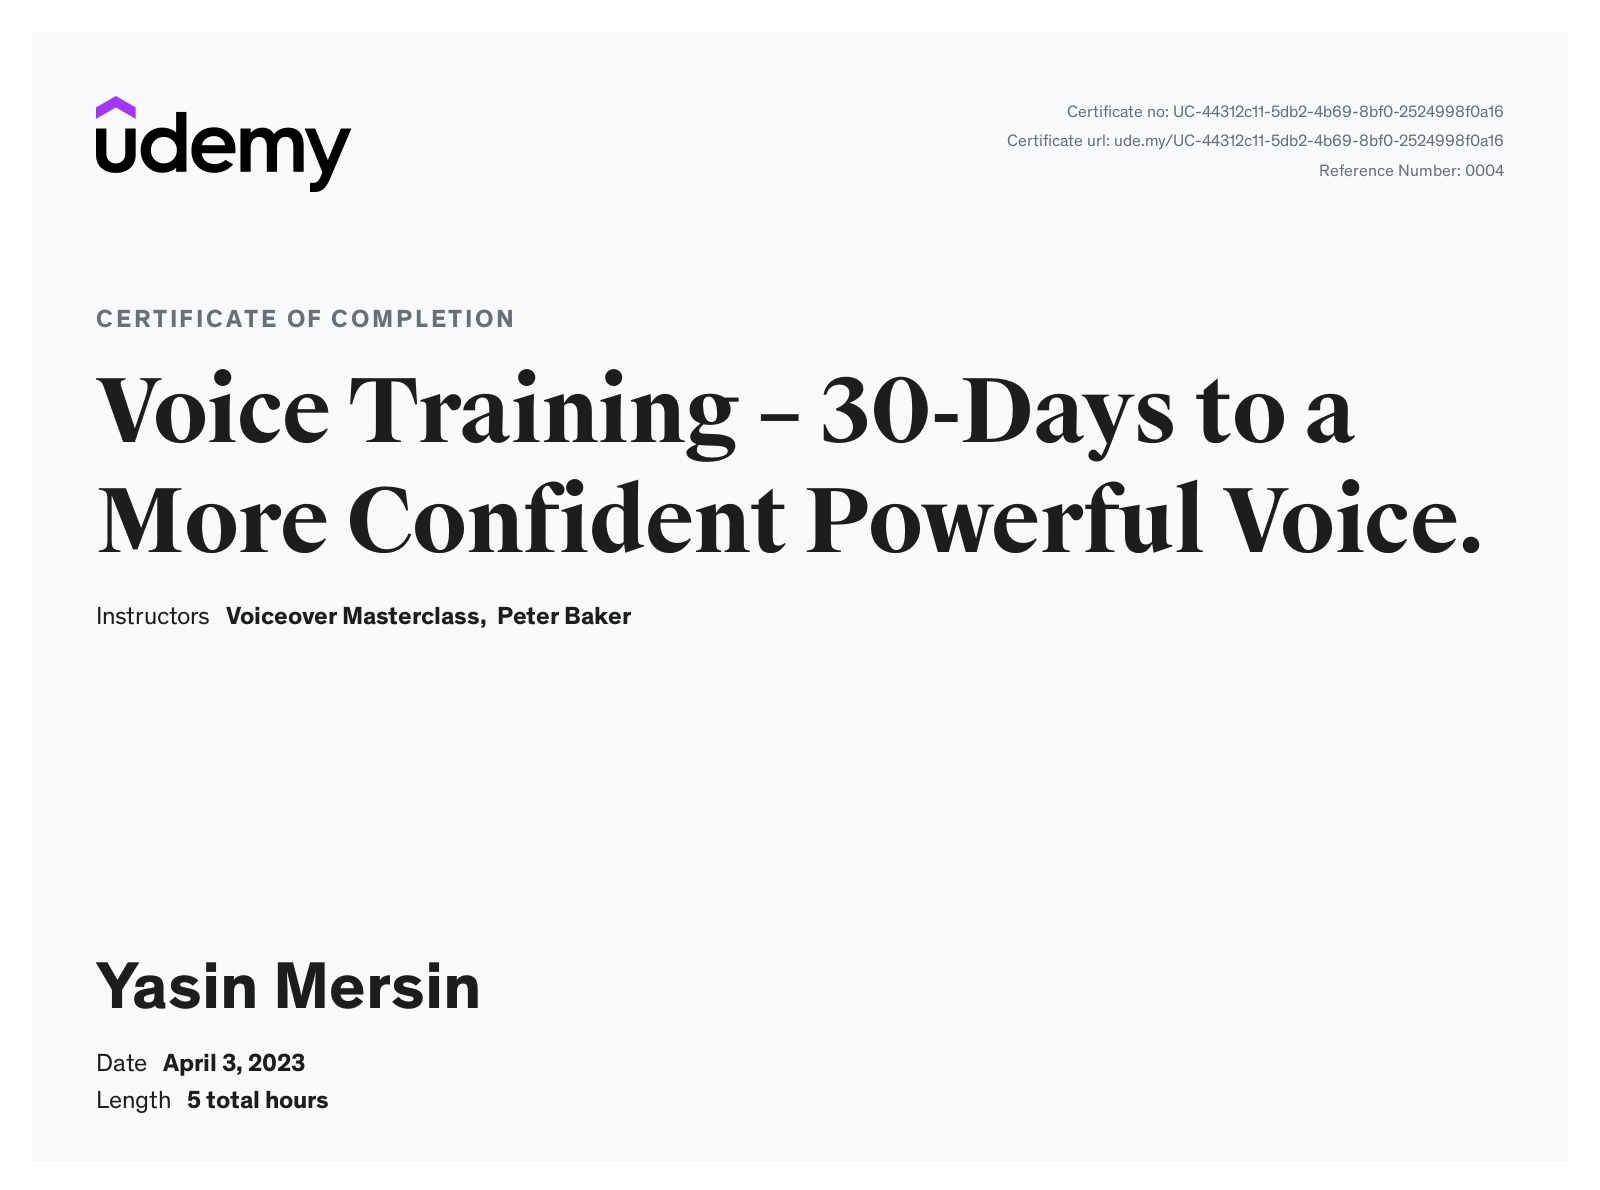 udemy
Certificate no: UC-44312c11-5db2-4b69-8bf0-2524998f0a16
Certificate url: ude.my/UC-44312c11-5db2-4b69-8bf0-2524998f0a16
Reference Number: 0004
CERTIFICATE OF COMPLETION
Voice Training – 30-Days to a
More Confident Powerful Voice.
Instructors Voiceover Masterclass, Peter Baker
Yasin Mersin
Date April 3, 2023
Length 5 total hours